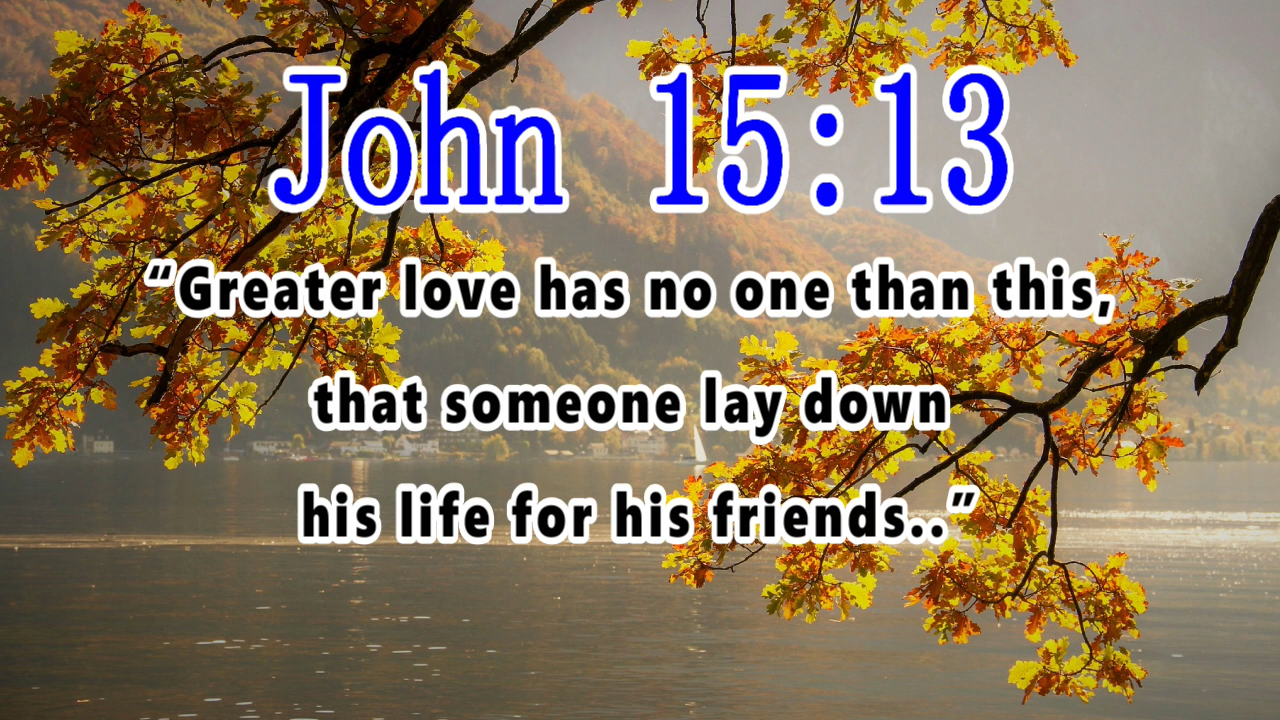 John 15:13
“Greater love has no one than this,
that someone lay down
his life for his friends..”